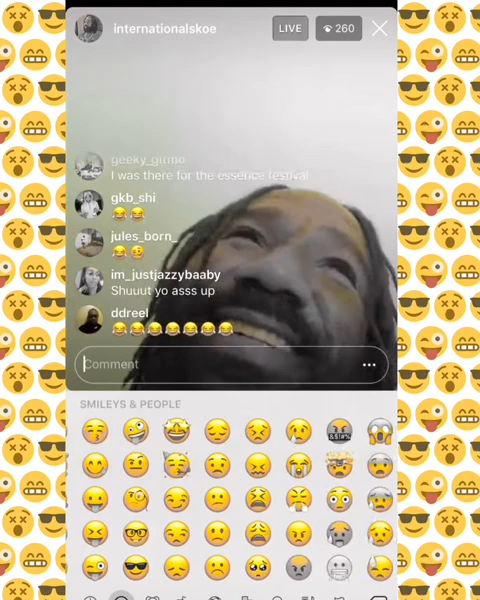 internationalskoe
LIVE
260
I was there for the essence festival
gkb_shi
jules_born_
im_justjazzybaaby
Shuuut yo asss up
ddreel
Comment
SMILEYS & PEOPLE
&$!#%